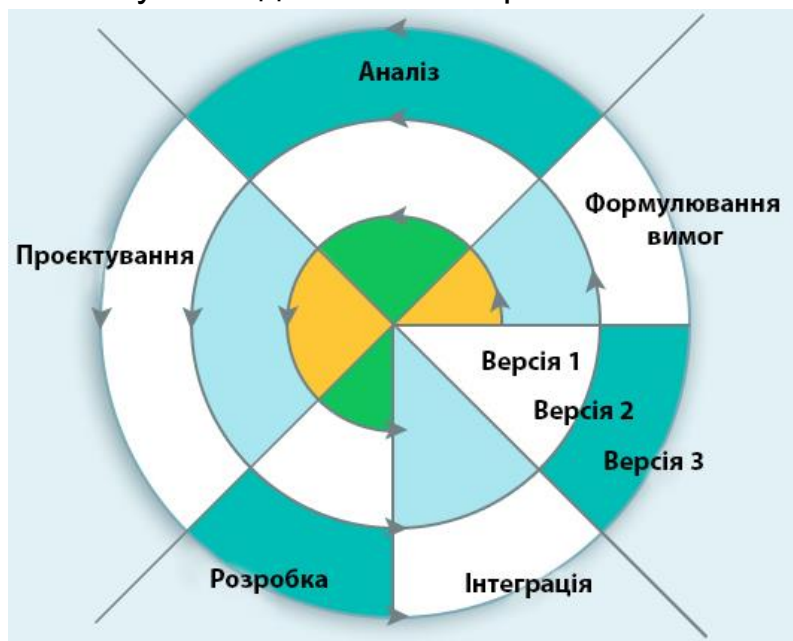 Аналіз
Формулювання
вимог
Проєктування
Версія 1
Версія 2
Версія 3
Розробка
Інтеграція